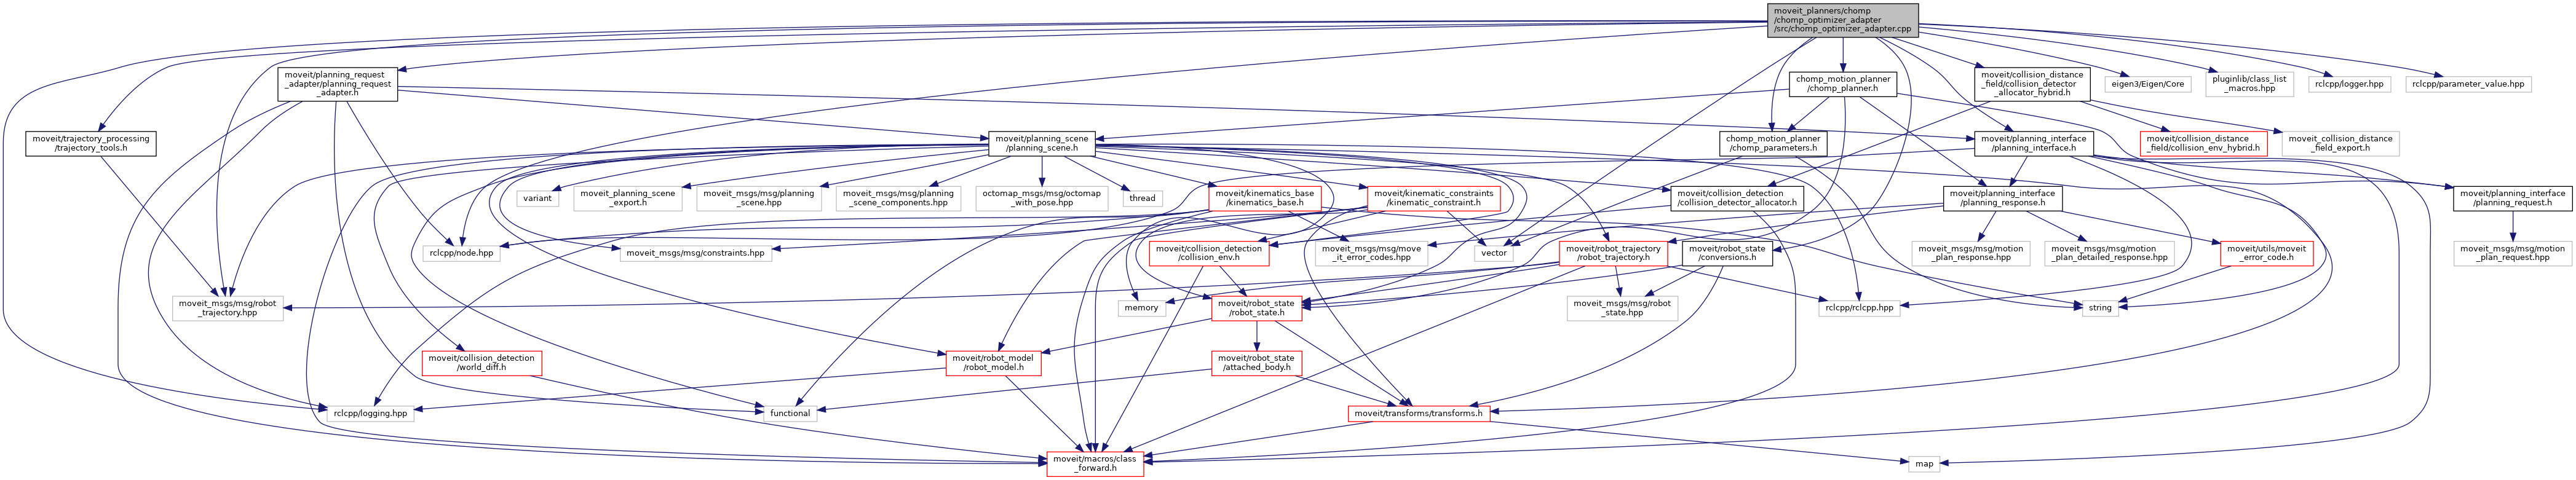 moveit_planners/chomp
/chomp_optimizer_adapter
/src/chomp_optimizer_adapter.cpp
moveit/planning_request
_adapter/planning_request
_adapter.h
chomp_motion_planner
/chomp_planner.h
moveit/collision_distance
_field/collision_detector
_allocator_hybrid.h
eigen3/Eigen/Core
pluginlib/class_list
_macros.hpp
rclcpp/logger.hpp
rclcpp/parameter_value.hpp
moveit/trajectory_processing
/trajectory_tools.h
moveit/planning_scene
/planning_scene.h
chomp_motion_planner
/chomp_parameters.h
moveit/planning_interface
/planning_interface.h
moveit/collision_distance
_field/collision_env_hybrid.h
moveit_collision_distance
_field_export.h
variant
moveit_planning_scene
_export.h
moveit_msgs/msg/planning
_scene.hpp
moveit_msgs/msg/planning
_scene_components.hpp
octomap_msgs/msg/octomap
_with_pose.hpp
thread
moveit/kinematics_base
/kinematics_base.h
moveit/kinematic_constraints
/kinematic_constraint.h
moveit/collision_detection
/collision_detector_allocator.h
moveit/planning_interface
/planning_response.h
moveit/planning_interface
/planning_request.h
rclcpp/node.hpp
moveit_msgs/msg/constraints.hpp
moveit/collision_detection
/collision_env.h
moveit_msgs/msg/move
_it_error_codes.hpp
vector
moveit/robot_trajectory
/robot_trajectory.h
moveit/robot_state
/conversions.h
moveit_msgs/msg/motion
_plan_response.hpp
moveit_msgs/msg/motion
_plan_detailed_response.hpp
moveit/utils/moveit
_error_code.h
moveit_msgs/msg/motion
_plan_request.hpp
moveit_msgs/msg/robot
_trajectory.hpp
memory
moveit/robot_state
/robot_state.h
moveit_msgs/msg/robot
_state.hpp
rclcpp/rclcpp.hpp
string
moveit/collision_detection
/world_diff.h
moveit/robot_model
/robot_model.h
moveit/robot_state
/attached_body.h
rclcpp/logging.hpp
functional
moveit/transforms/transforms.h
moveit/macros/class
_forward.h
map